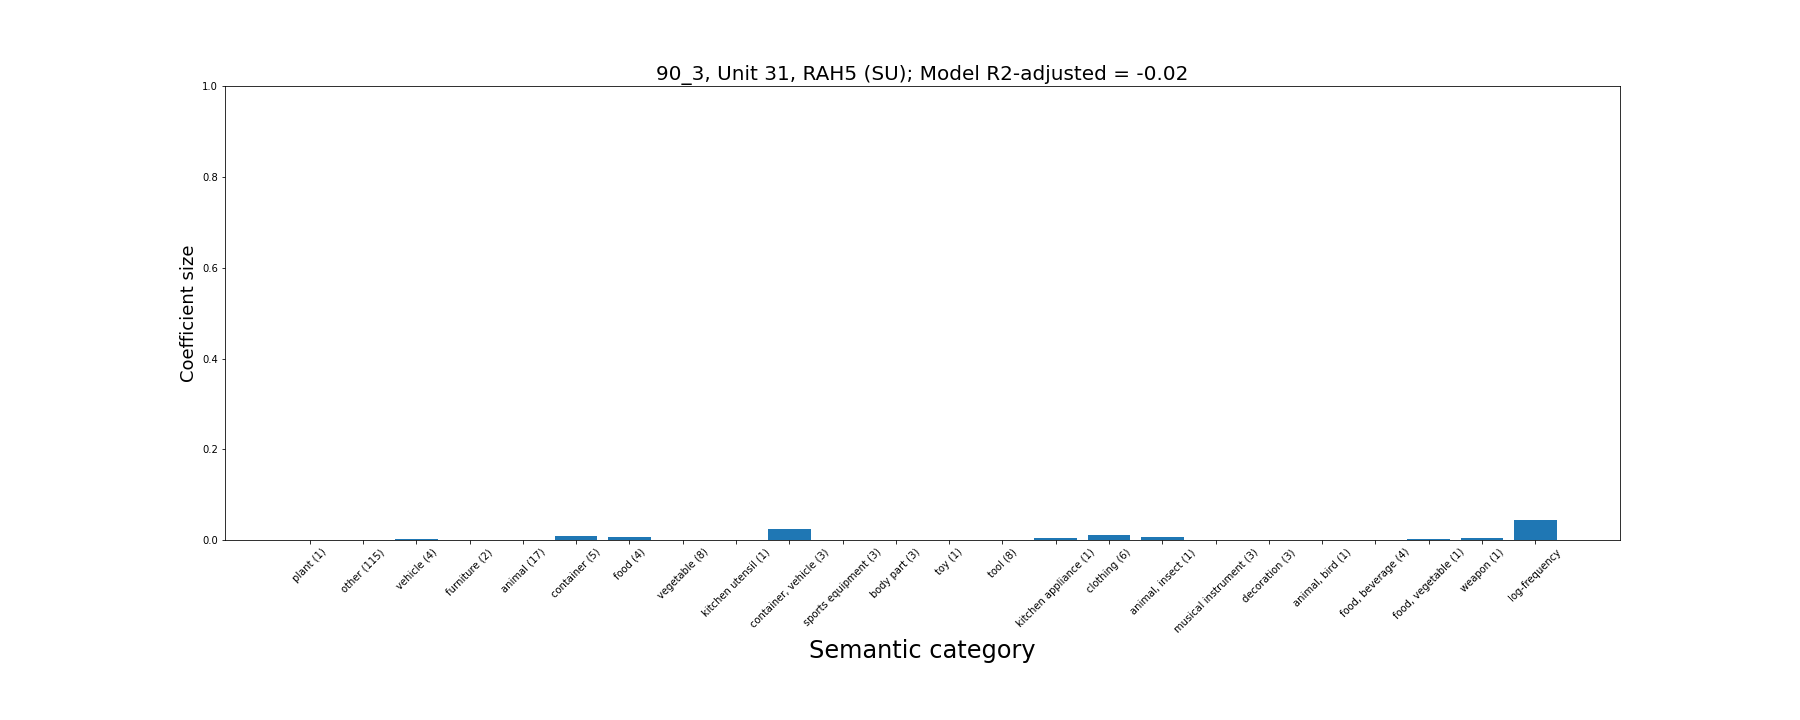 90_3, Unit 31, RAH5 (SU); Model R2-adjusted = -0.02
1.0
0.8
0.6
0.4
0.2
0.0
Coefficient size
plant (1)
other (115)
vehicle (4)
furniture (2)
animal (17)
container (5)
food (4)
vegetable (8)
kitchen utensil (1)
container, vehicle (3)
sports equipment (3)
body part (3)
toy (1)
tool (8)
kitchen appliance (1)
clothing (6)
animal, insect (1)
musical instrument (3)
decoration (3)
animal, bird (1)
food, beverage (4)
food, vegetable (1)
weapon (1)
log-frequency
Semantic category